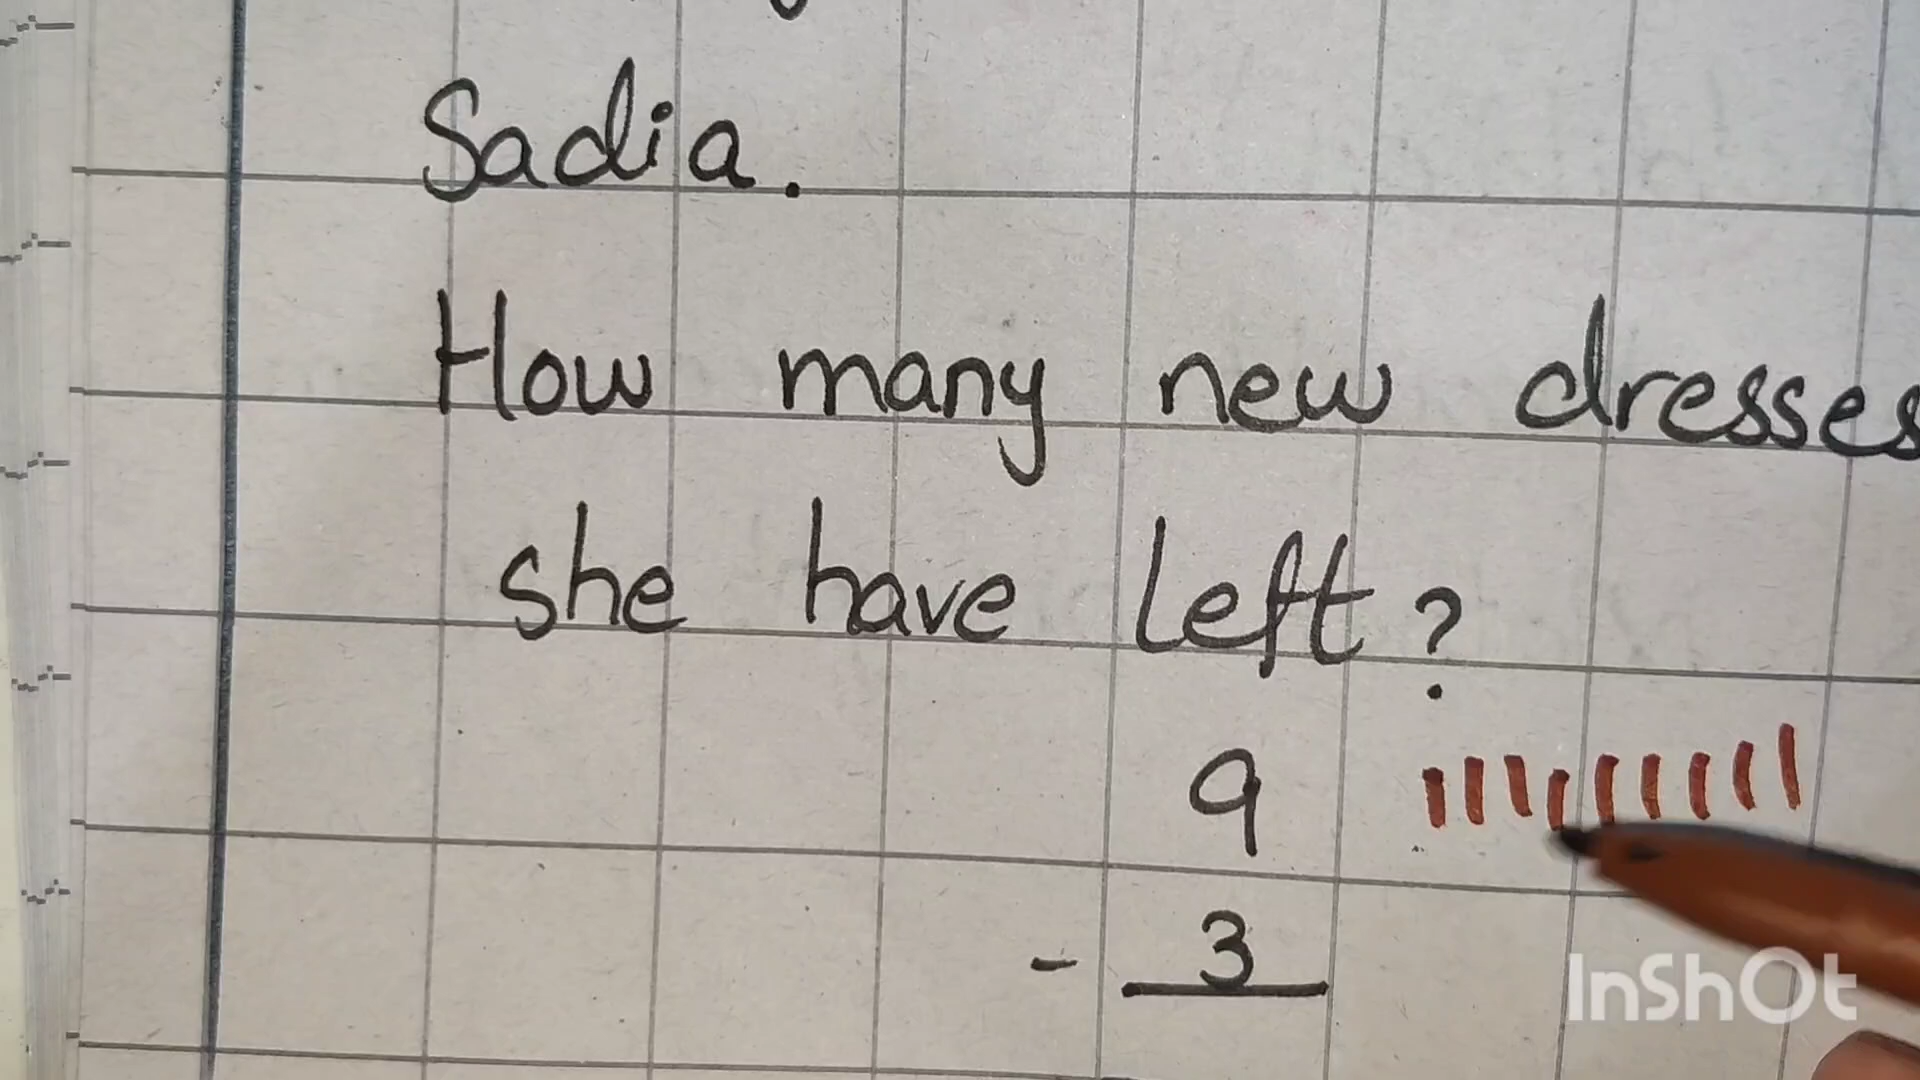 Sadia.
How many new dresses
she have left?
9
- 3
InShOt